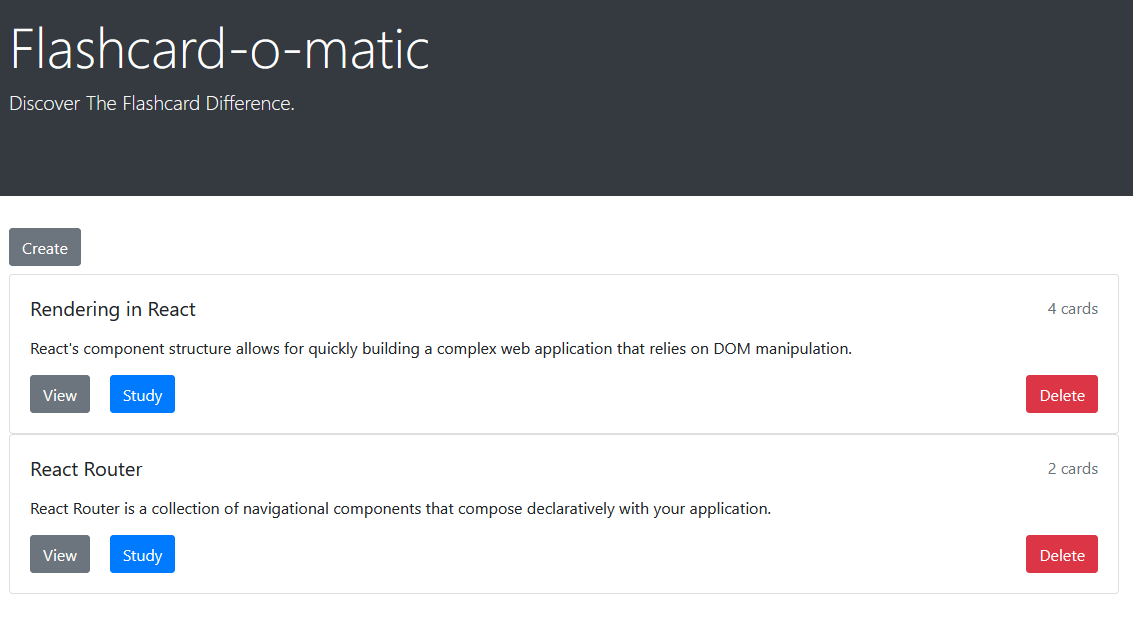 Flashcard-o-matic
Discover The Flashcard Difference.
Create
Rendering in React
4 cards
React's component structure allows for quickly building a complex web application that relies on DOM manipulation.
View
Study
Delete
React Router
2 cards
React Router is a collection of navigational components that compose declaratively with your application.
View
Study
Delete